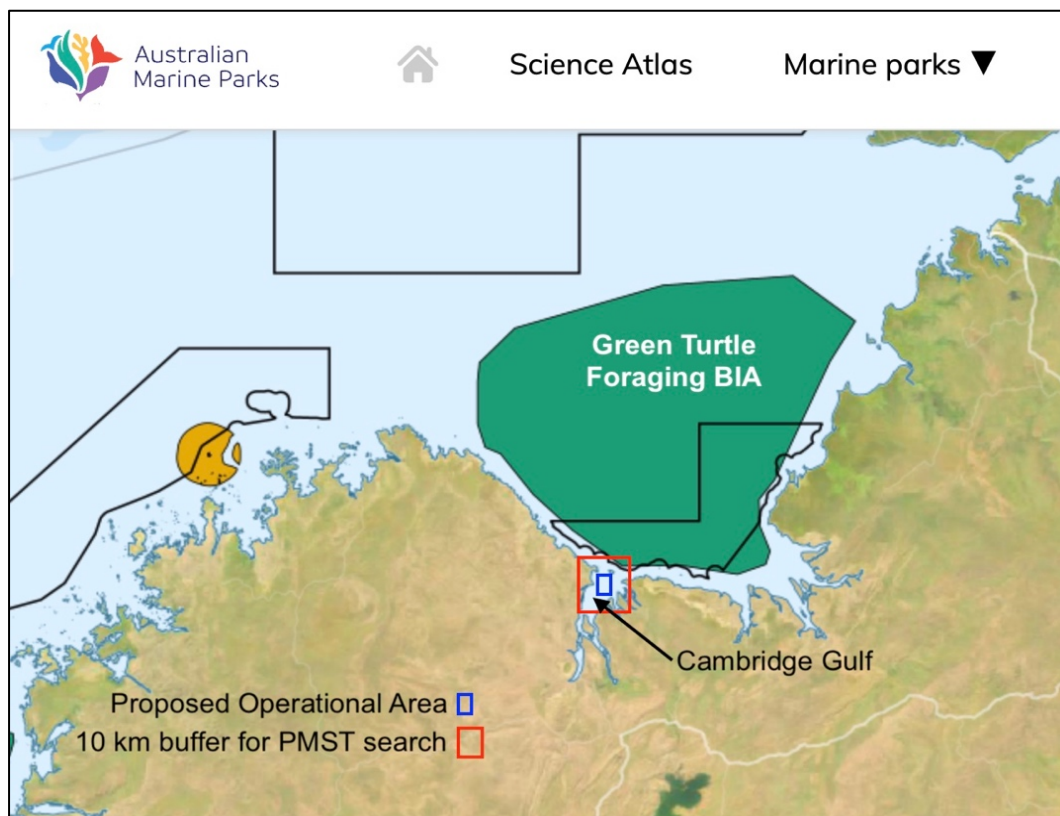 Australian
Marine Parks
Science Atlas
Marine parks ▼
Green Turtle
Foraging BIA
Cambridge Gulf
Proposed Operational Area
10 km buffer for PMST search